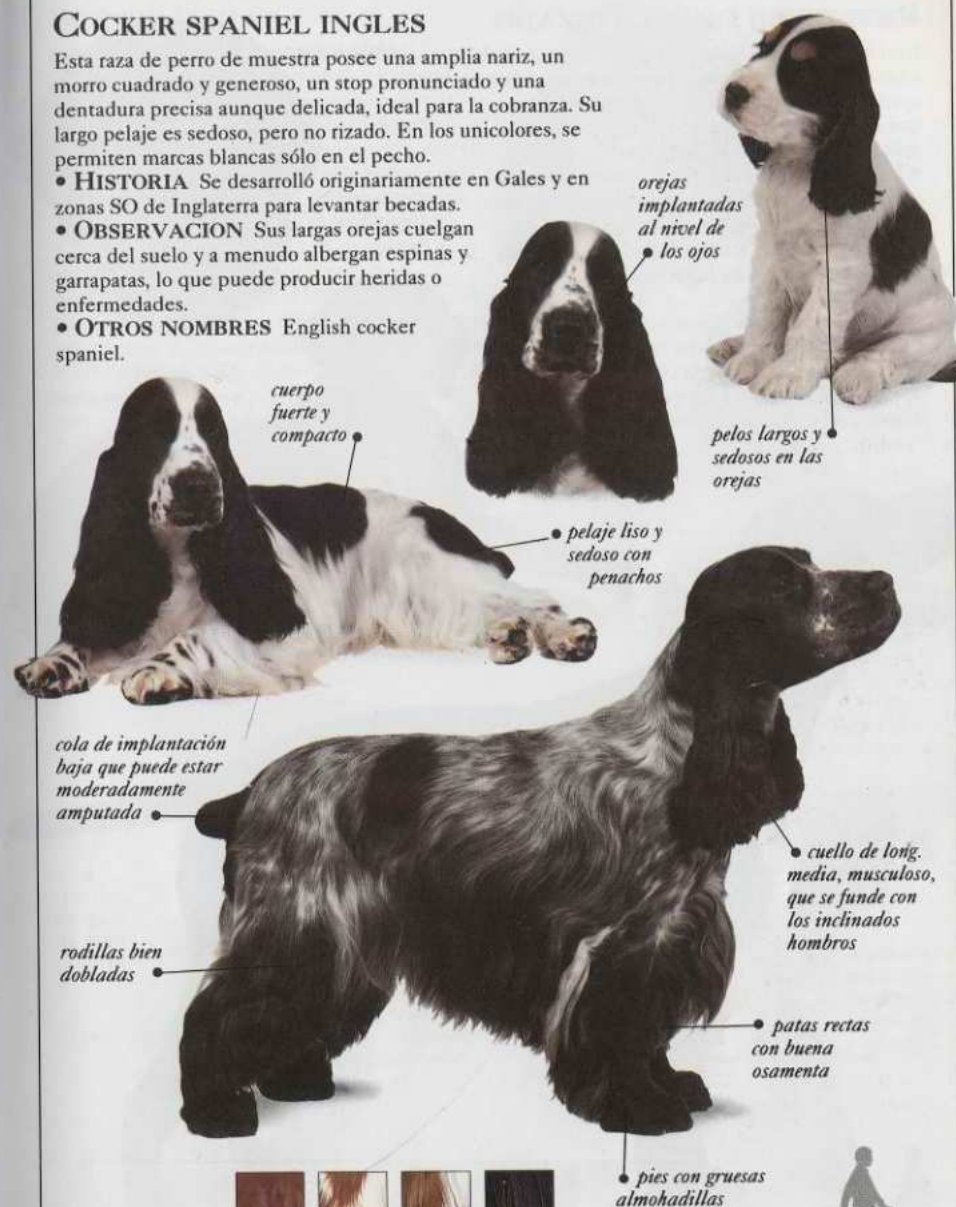 COCKER SPANIEL INGLES
Esta raza de perro de muestra posee una amplia nariz, un
morro cuadrado y generoso, un stop pronunciado y una
dentadura precisa aunque delicada, ideal para la cobranza. Su
largo pelaje es sedoso, pero no rizado. En los unicolores, se
permiten marcas blancas sólo en el pecho.
• HISTORIA Se desarrolló originariamente en Gales y en
zonas SO de Inglaterra para levantar becadas.
• OBSERVACION Sus largas orejas cuelgan
cerca del suelo y a menudo albergan espinas y
garrapatas, lo que puede producir heridas o
enfermedades.
• OTROS NOMBRES English cocker
spaniel.
orejas
implantadas
al nivel de
• los ojos
cuerpo
fuerte y
compacto •
pelos largos y •
sedosos en las
orejas
• pelaje liso y
sedoso con
penachos
cola de implantación
baja que puede estar
moderadamente
amputada •
• cuello de long.
media, musculoso,
que se funde con
los inclinados
hombros
rodillas bien
dobladas •
• patas rectas
con buena
osamenta
• pies con gruesas
almohadillas